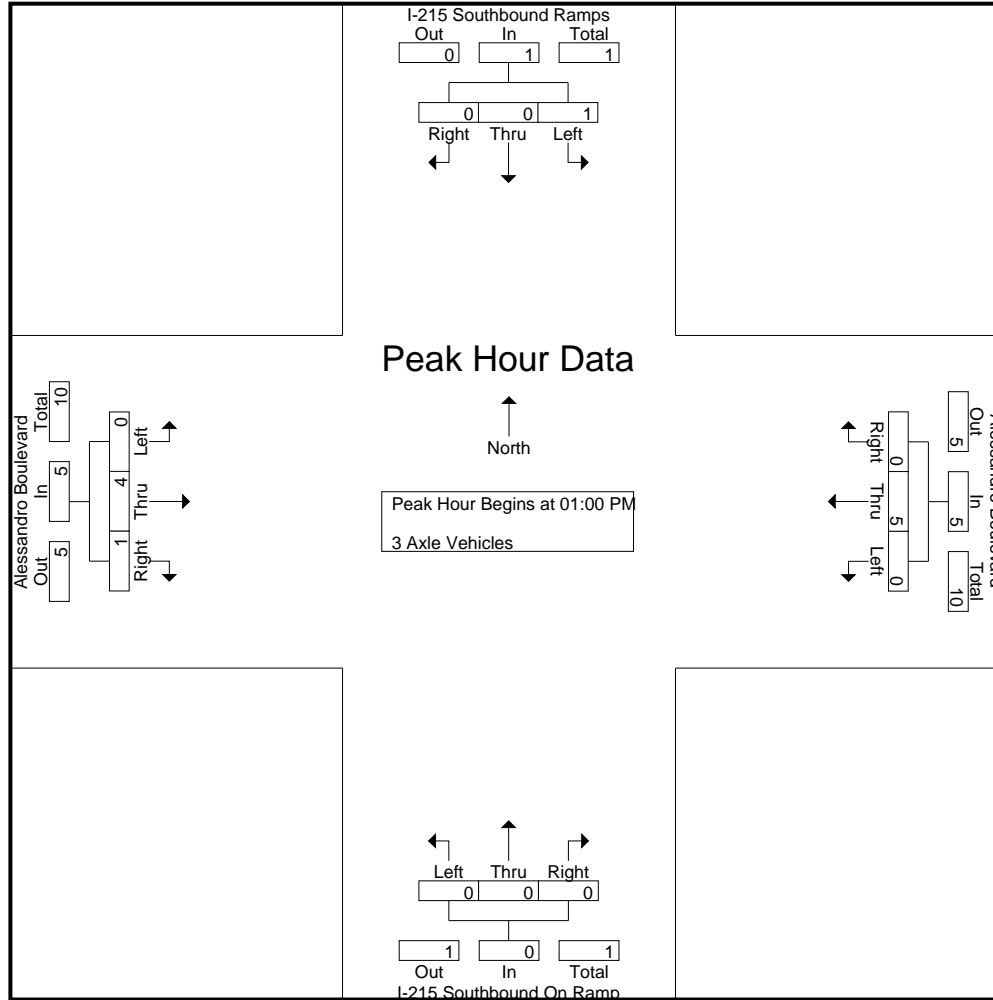 I-215 Southbound Ramps
Out In Total
0 1 1
0 0 1
Right Thru Left
Peak Hour Data
North
Peak Hour Begins at 01:00 PM
3 Axle Vehicles
Alessandro Boulevard
Out In Total
5 5 10
Left Thru Right
0 4 1
Out In Total
5 5 10
Right Thru Left
0 5 0
Left Thru Right
0 0 0
1 0 1
Out In Total
I-215 Southbound On Ramp